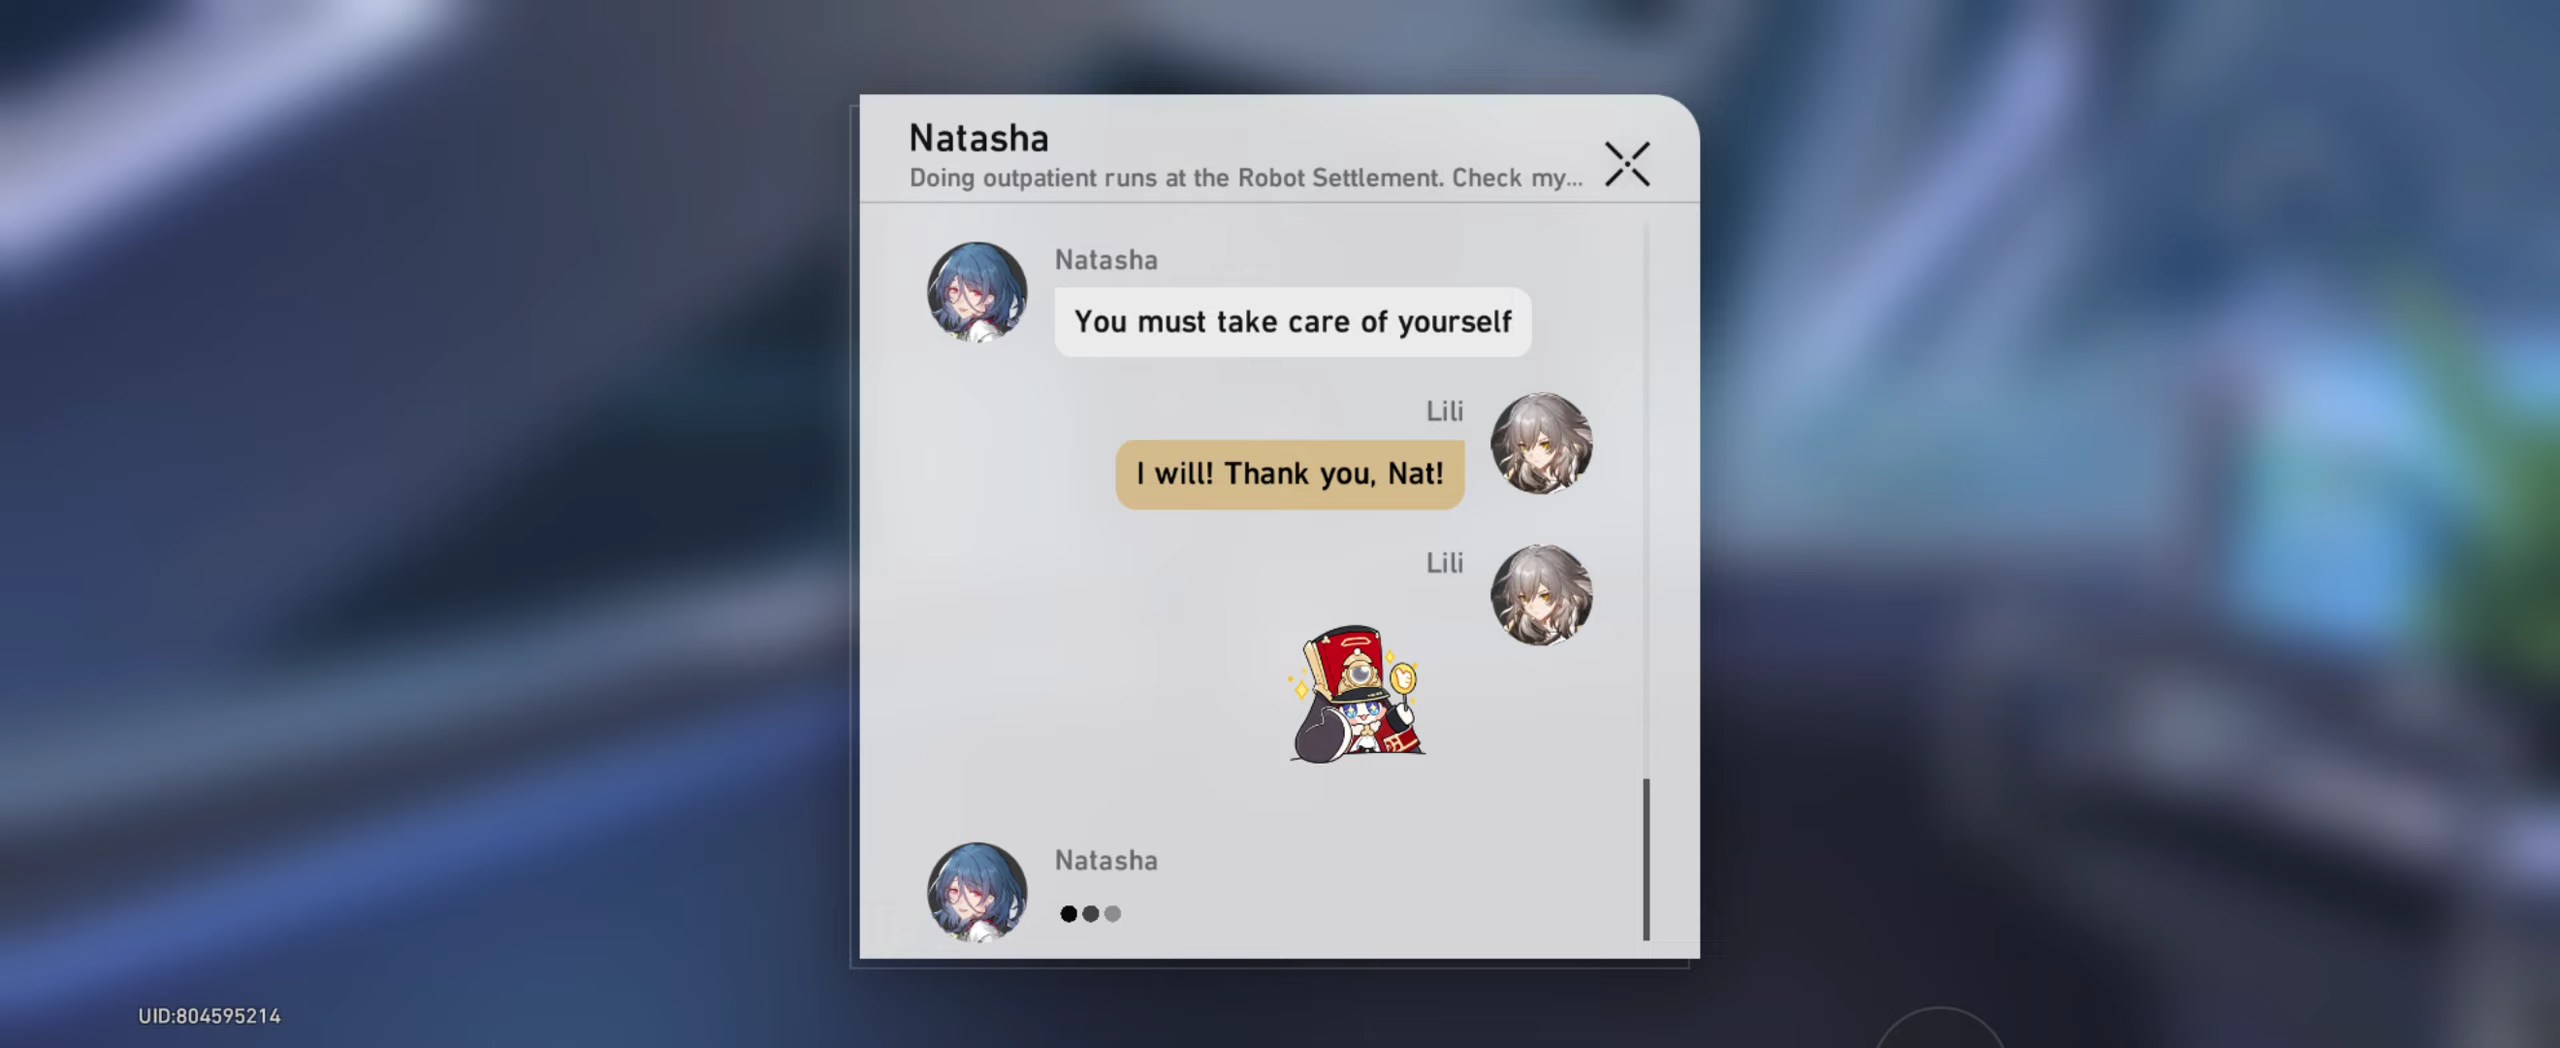 Natasha
Doing outpatient runs at the Robot Settlement. Check my...
Natasha
You must take care of yourself
Lili
I will! Thank you, Nat!
Lili
Natasha
UID:804595214